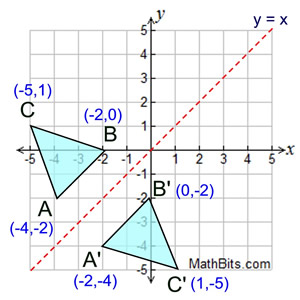 y
y = x
5
4
3
2
1
(-5,1)
C
(-2,0)
B
-5 -4 -3 -2 1 2 3 4 5 x
-1
-2
-3
-4
-5
A
(-4,-2)
B'
(0,-2)
A'
(-2,-4)
C'
(1,-5)
MathBits.com